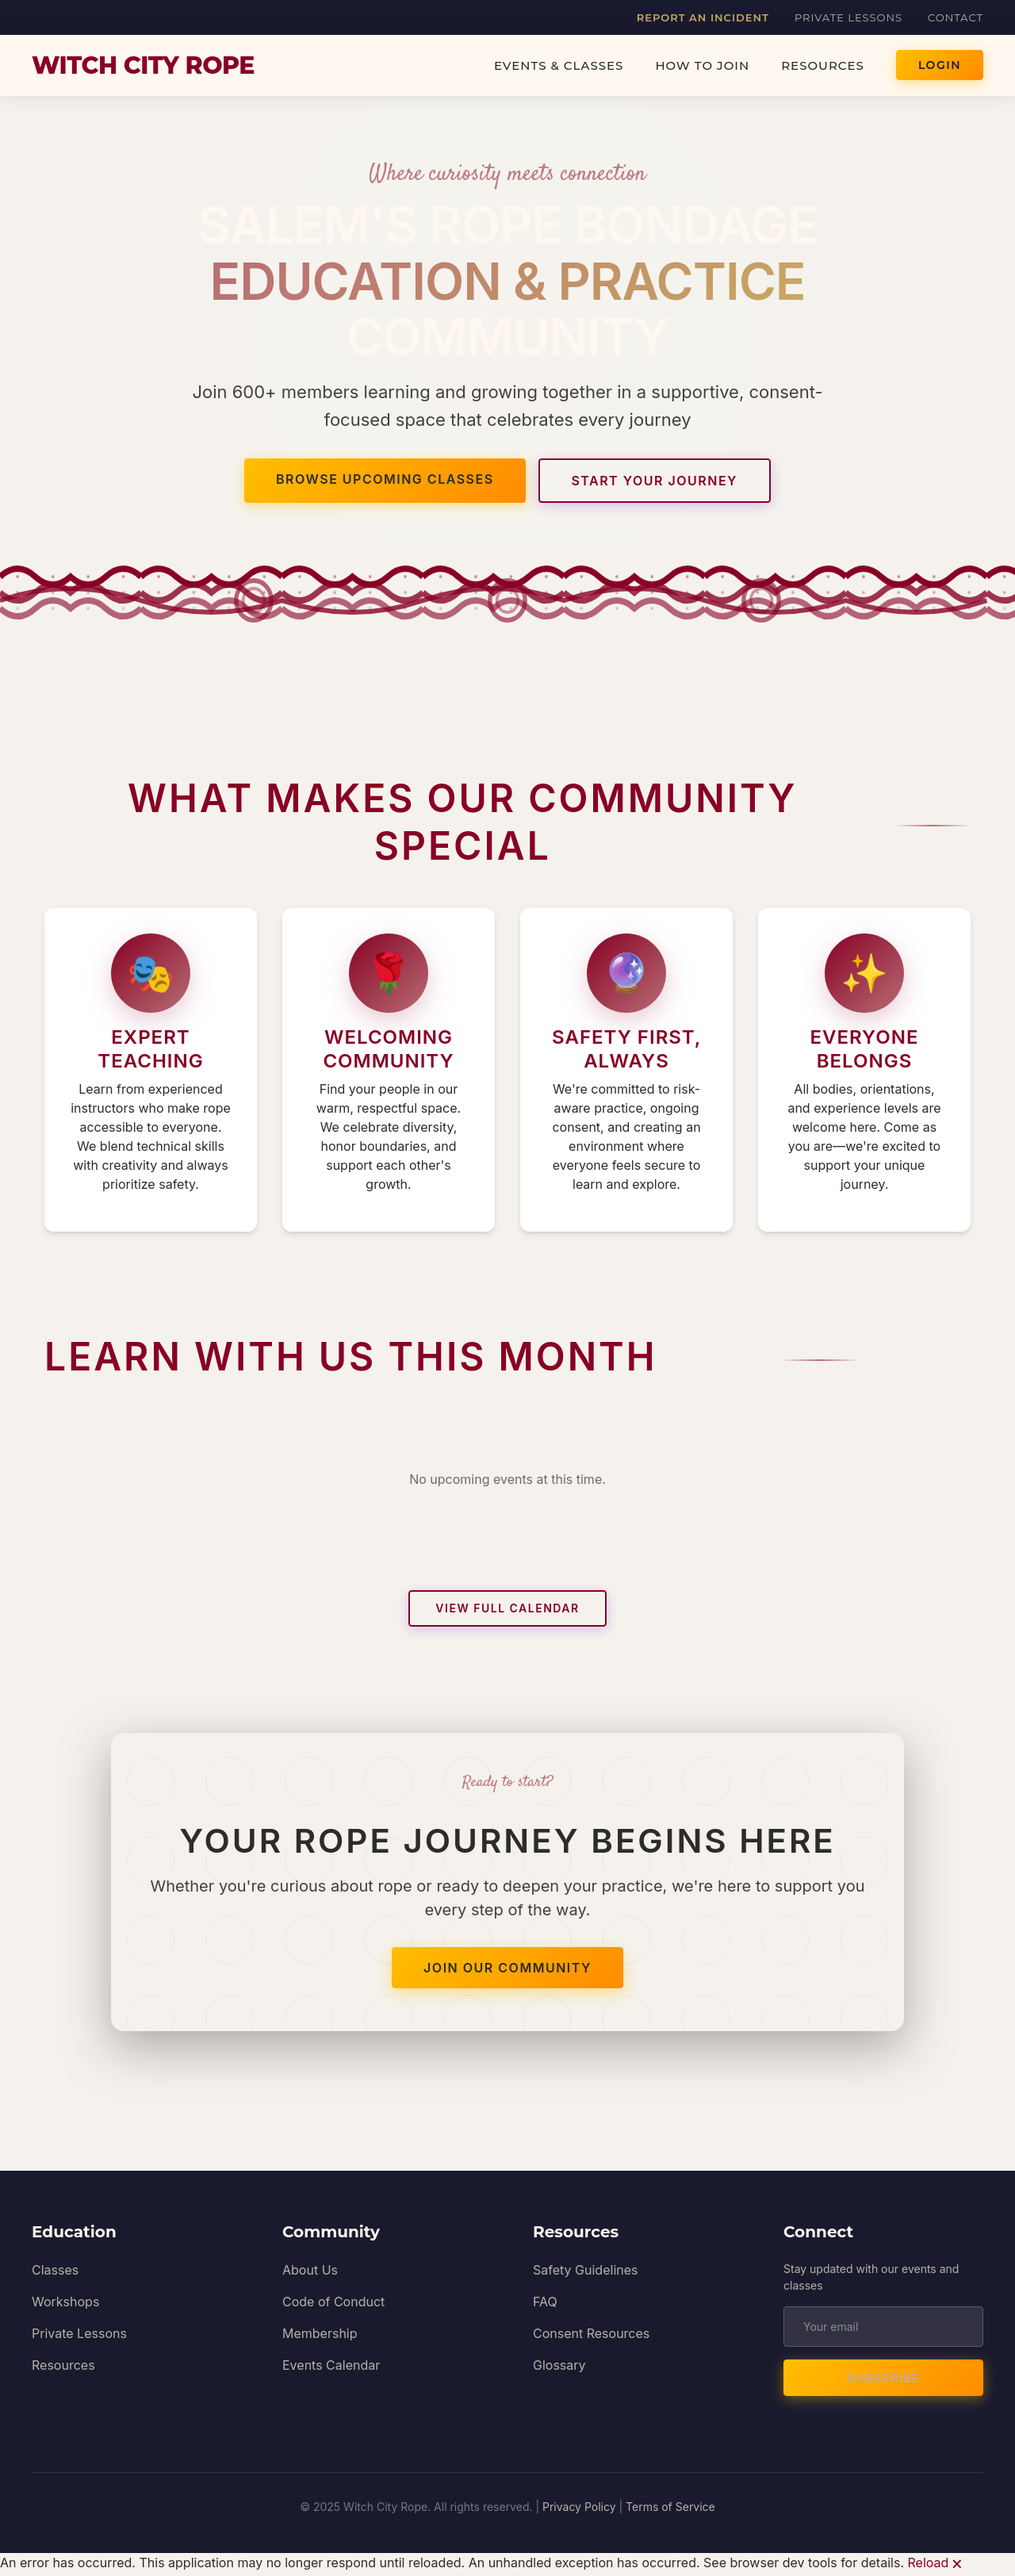 REPORT AN INCIDENT PRIVATE LESSONS CONTACT
WITCH CITY ROPE EVENTS & CLASSES HOW TO JOIN RESOURCES LOGIN
Where curiosity meets connection
SALEM'S ROPE BONDAGE
EDUCATION & PRACTICE
COMMUNITY
Join 600+ members learning and growing together in a supportive, consent-
focused space that celebrates every journey
BROWSE UPCOMING CLASSES START YOUR JOURNEY
WHAT MAKES OUR COMMUNITY
SPECIAL
EXPERT
TEACHING
Learn from experienced
instructors who make rope
accessible to everyone.
We blend technical skills
with creativity and always
prioritize safety.
WELCOMING
COMMUNITY
Find your people in our
warm, respectful space.
We celebrate diversity,
honor boundaries, and
support each other's
growth.
SAFETY FIRST,
ALWAYS
We're committed to risk-
aware practice, ongoing
consent, and creating an
environment where
everyone feels secure to
learn and explore.
EVERYONE
BELONGS
All bodies, orientations,
and experience levels are
welcome here. Come as
you are—we're excited to
support your unique
journey.
LEARN WITH US THIS MONTH
No upcoming events at this time.
VIEW FULL CALENDAR
Ready to start?
YOUR ROPE JOURNEY BEGINS HERE
Whether you're curious about rope or ready to deepen your practice, we're here to support you
every step of the way.
JOIN OUR COMMUNITY
Education
Classes
Workshops
Private Lessons
Resources
Community
About Us
Code of Conduct
Membership
Events Calendar
Resources
Safety Guidelines
FAQ
Consent Resources
Glossary
Connect
Stay updated with our events and
classes
Your email
SUBSCRIBE
© 2025 Witch City Rope. All rights reserved. | Privacy Policy | Terms of Service
An error has occurred. This application may no longer respond until reloaded. An unhandled exception has occurred. See browser dev tools for details. Reload ×